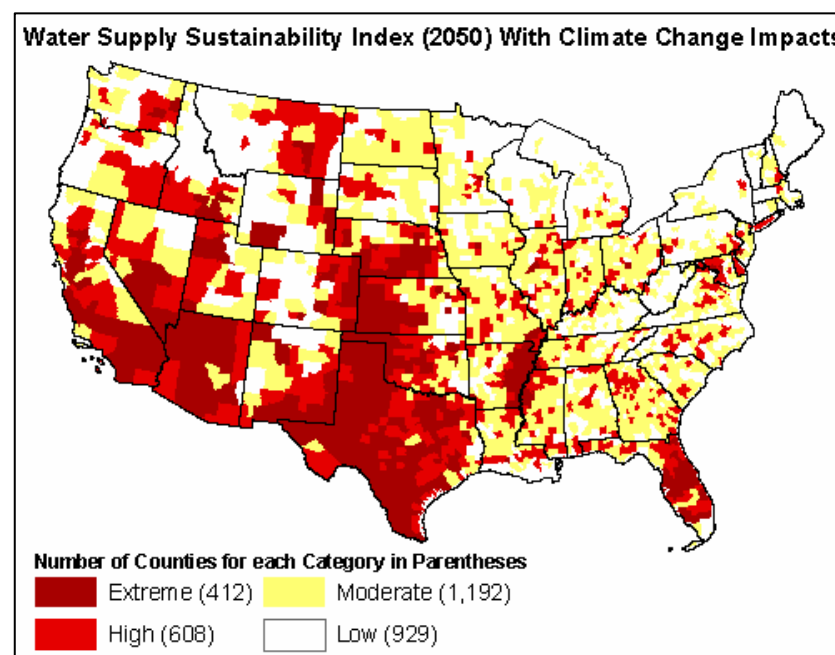 Water Supply Sustainability Index (2050) With Climate Change Impacts
Number of Counties for each Category in Parentheses
Extreme (412) Moderate (1,192)
High (608) Low (929)